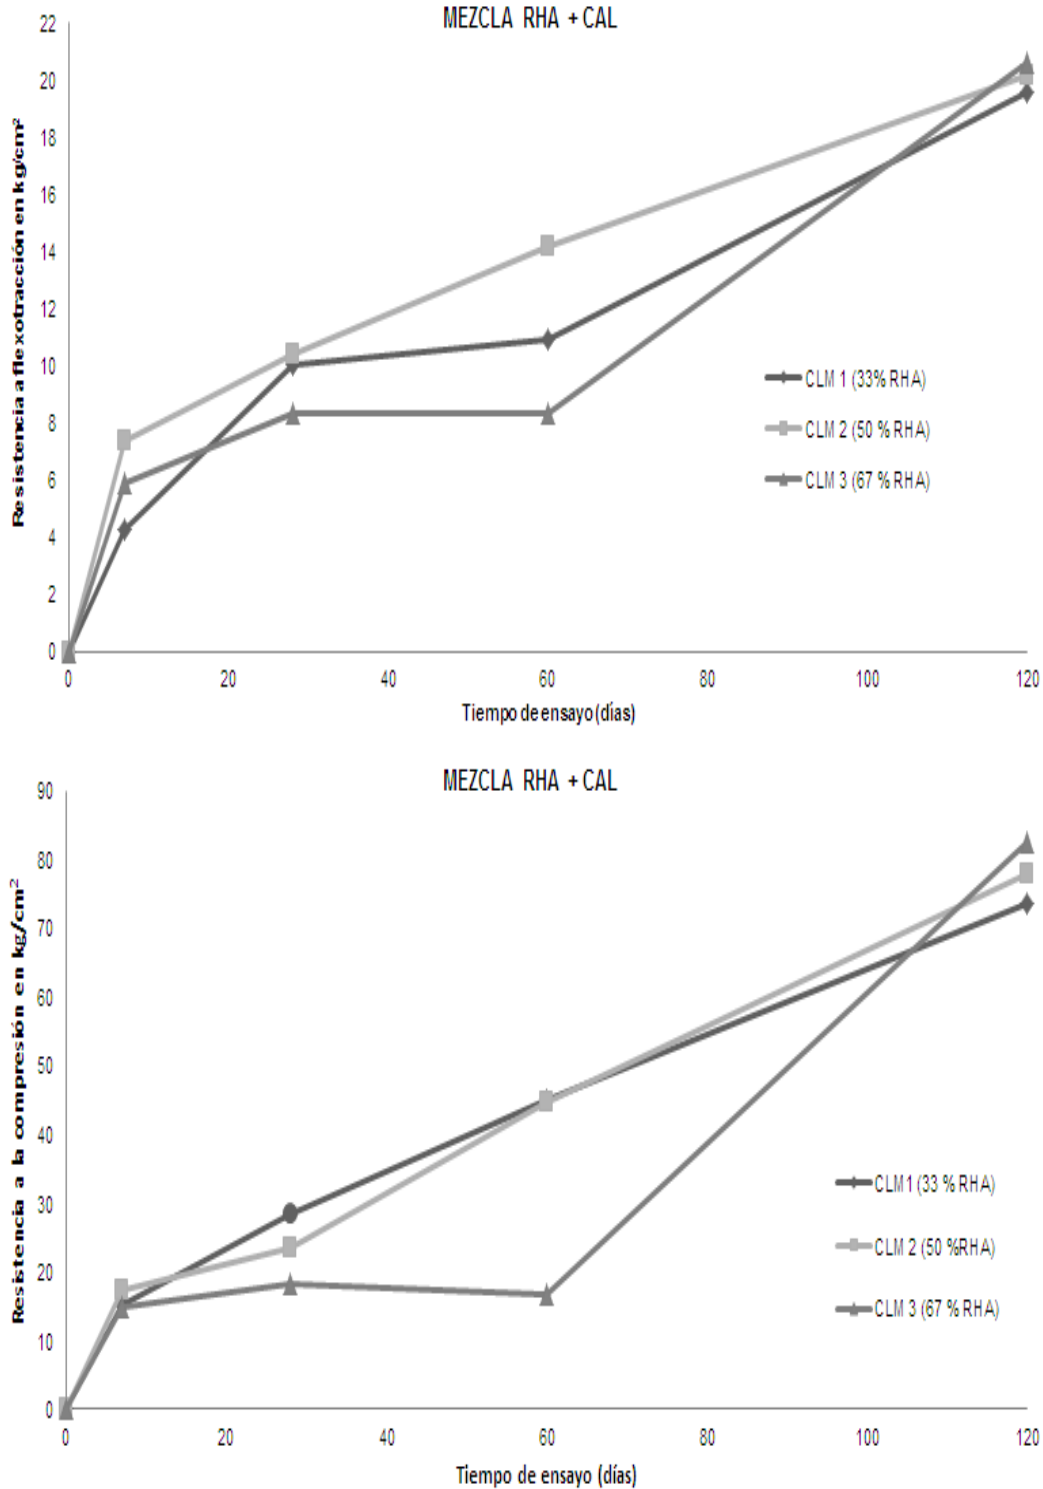 MEZCLA RHA + CAL
Resistencia a flexotracción en kg/cm²
22
20
18
16
14
12
10
8
6
4
2
0
CLM 1 (33% RHA)
CLM 2 (50 % RHA)
CLM 3 (67 % RHA)
0 20 40 60 80 100 120
Tiempo de ensayo (días)
MEZCLA RHA + CAL
Resistencia a la compresión en kg/cm²
90
80
70
60
50
40
30
20
10
0
CLM1 (33 % RHA)
CLM 2 (50 %RHA)
CLM 3 (67 % RHA)
0 20 40 60 80 100 120
Tiempo de ensayo (días)